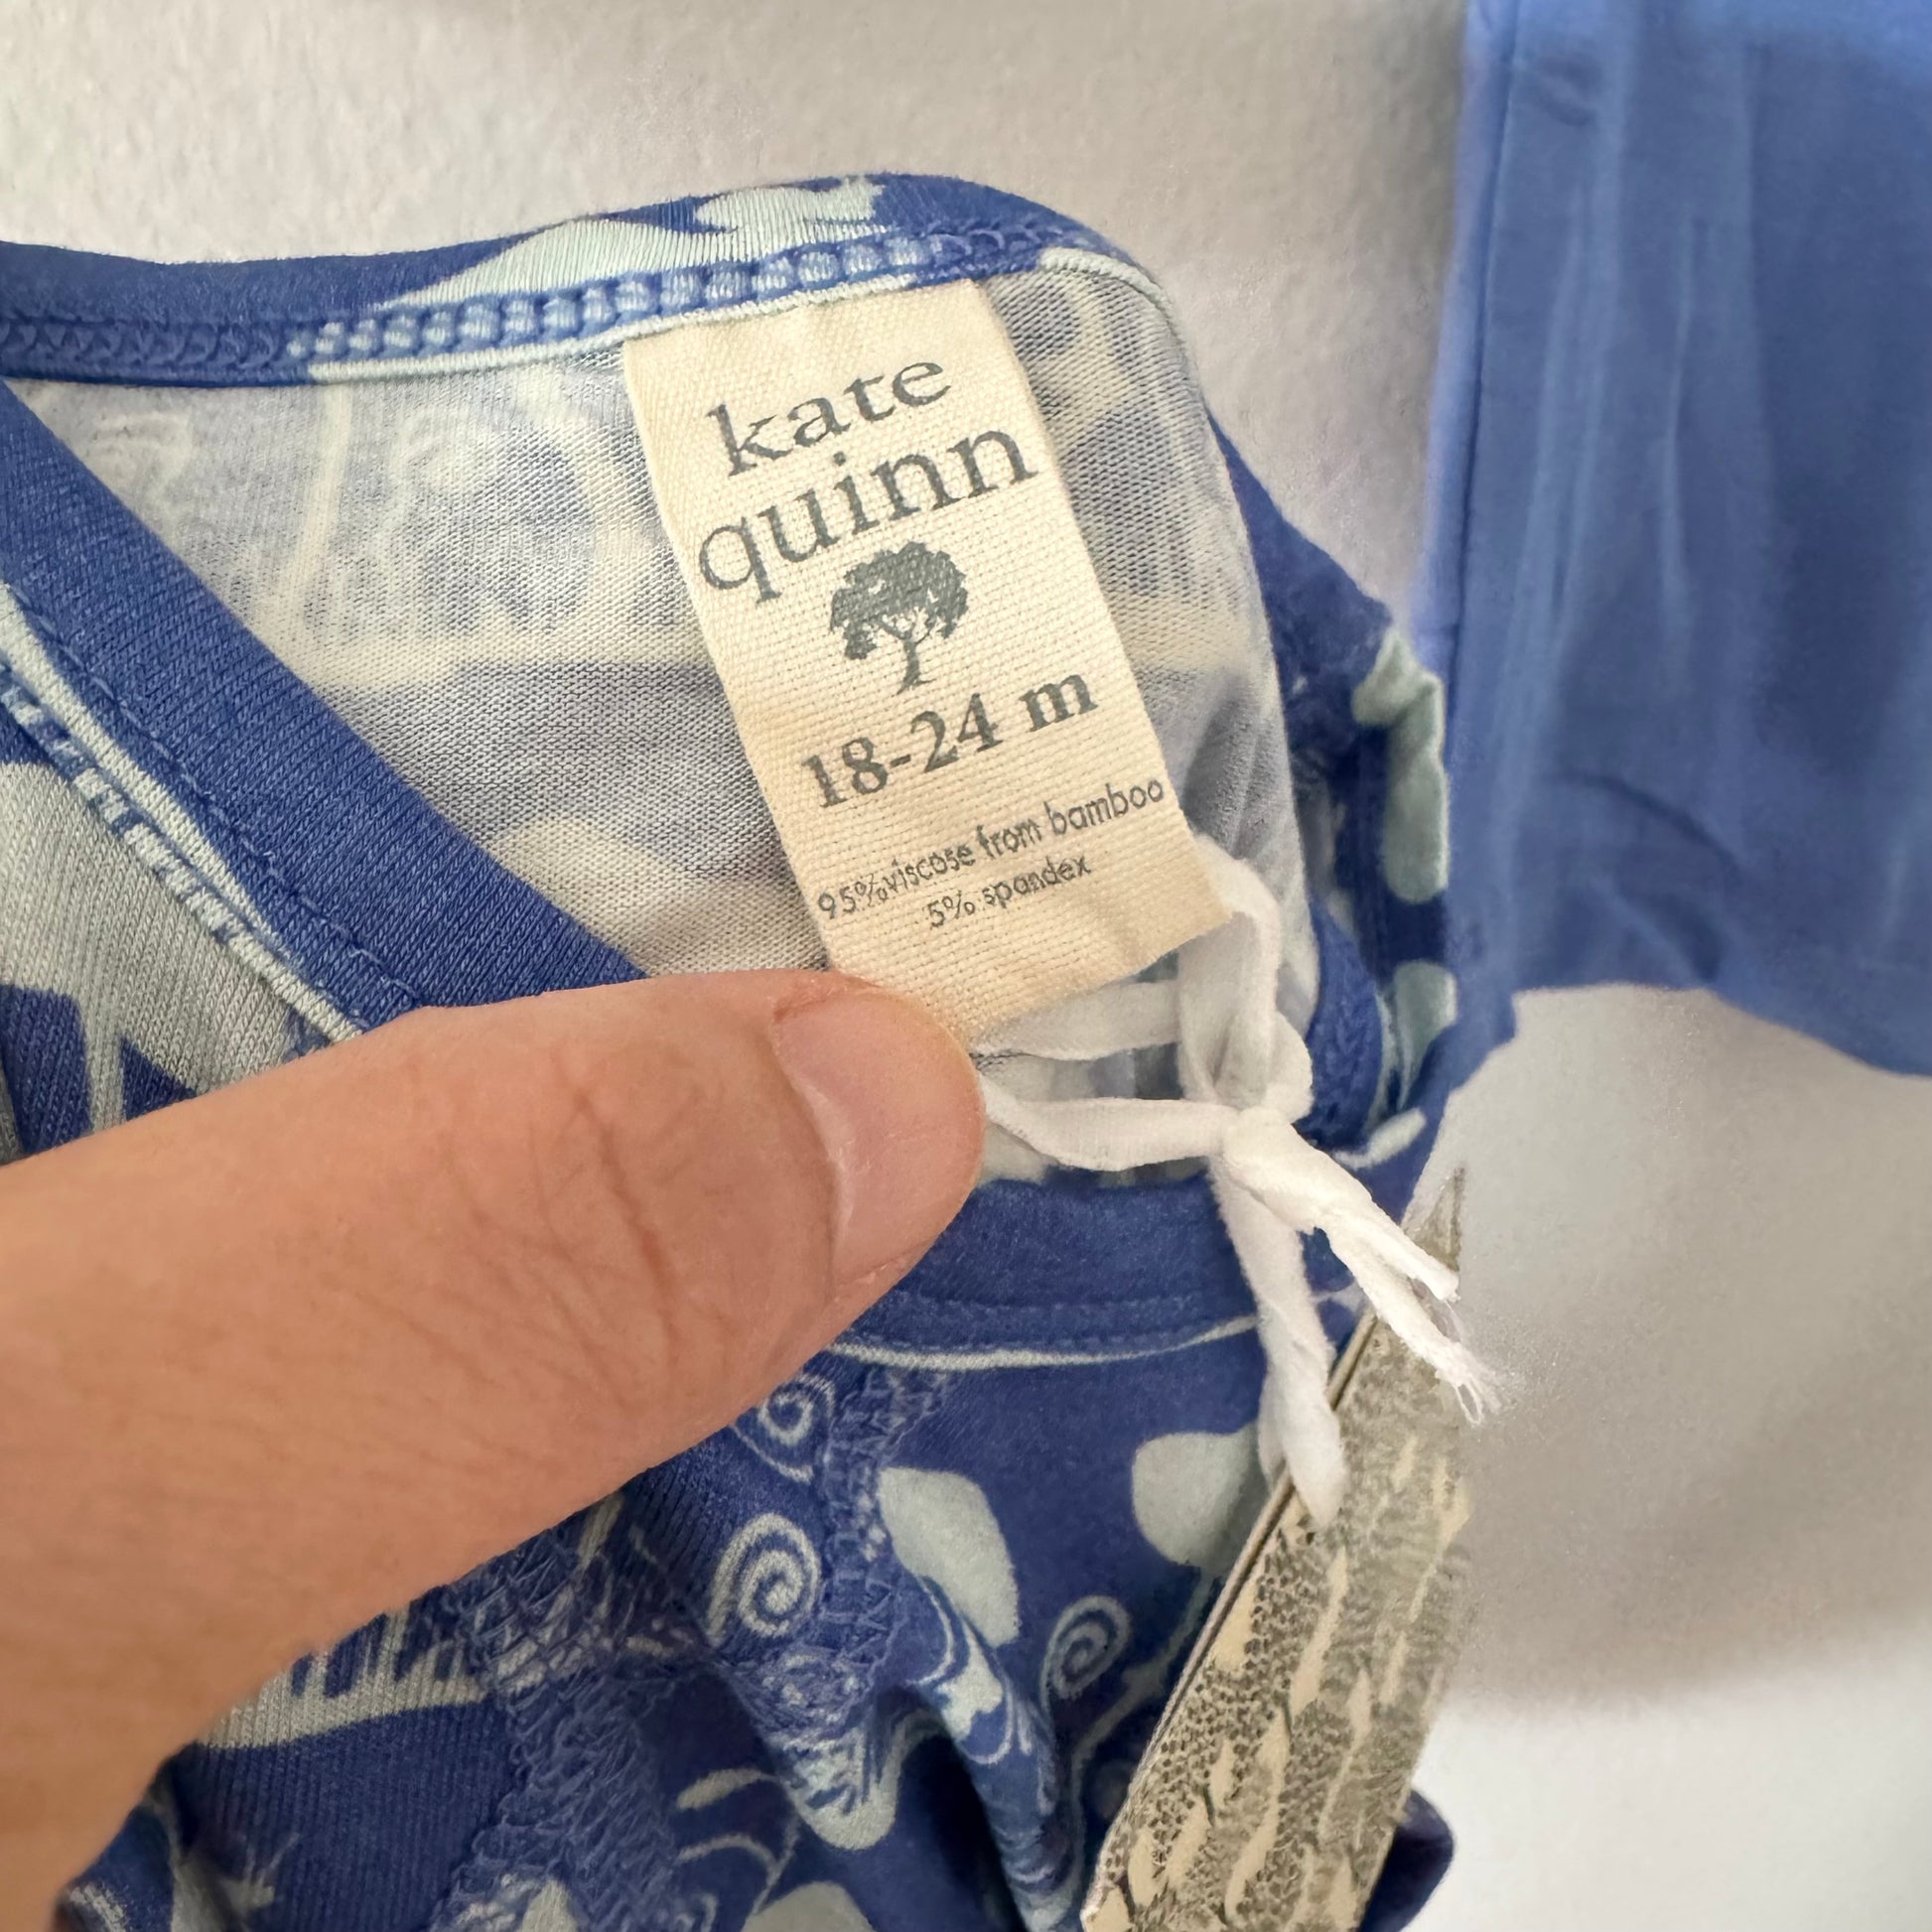 kate
quinn
18-24 m
95% viscose from bamboo
5% spandex